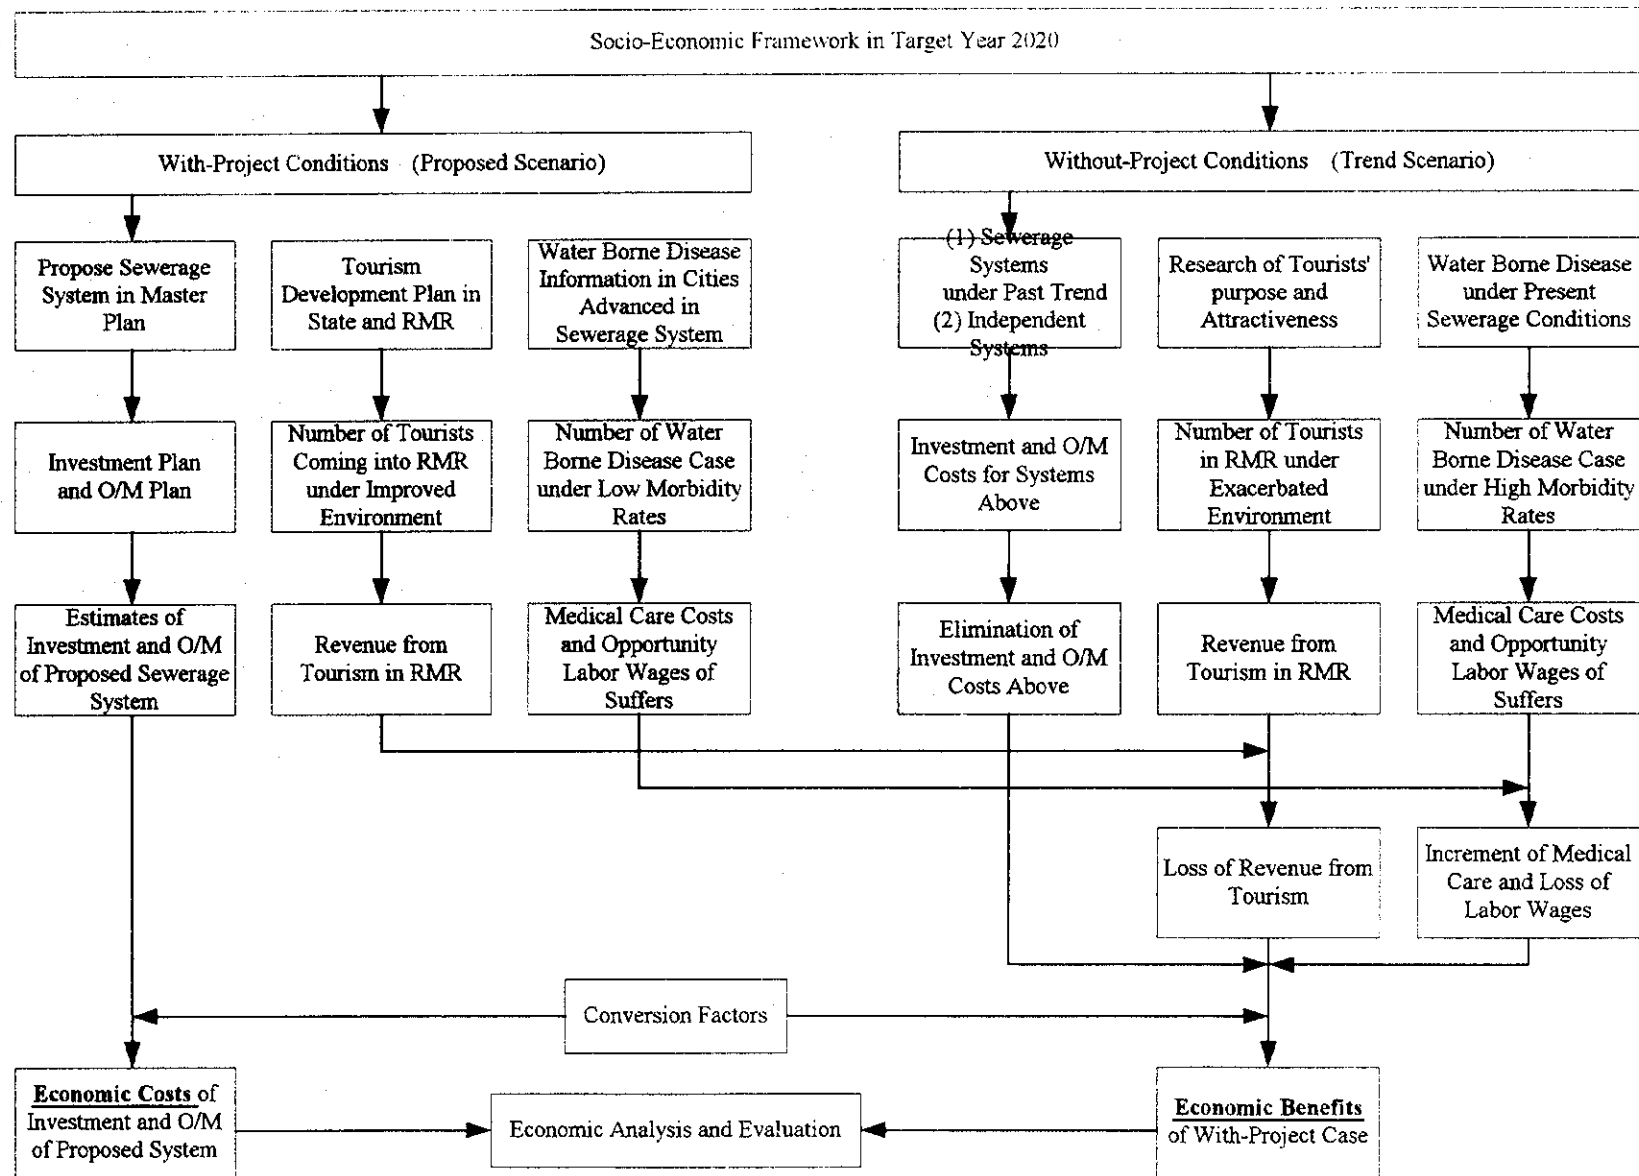 Socio-Economic Framework in Target Year 2020
With-Project Conditions (Proposed Scenario)
Without-Project Conditions (Trend Scenario)
Propose Sewerage
System in Master
Plan
Tourism
Development Plan in
State and RMR
Water Borne Disease
Information in Cities
Advanced in
Sewerage System
(1) Sewerage
Systems
under Past Trend
(2) Independent
Systems
Research of Tourists'
purpose and
Attractiveness
Water Borne Disease
under Present
Sewerage Conditions
Investment Plan
and O/M Plan
Number of Tourists
Coming into RMR
under Improved
Environment
Number of Water
Borne Disease Case
under Low Morbidity
Rates
Investment and O/M
Costs for Systems
Above
Number of Tourists
in RMR under
Exacerbated
Environment
Number of Water
Borne Disease Case
under High Morbidity
Rates
Estimates of
Investment and O/M
of Proposed Sewerage
System
Revenue from
Tourism in RMR
Medical Care Costs
and Opportunity
Labor Wages of
Suffers
Elimination of
Investment and O/M
Costs Above
Revenue from
Tourism in RMR
Medical Care Costs
and Opportunity
Labor Wages of
Suffers
Loss of Revenue from
Tourism
Increment of Medical
Care and Loss of
Labor Wages
Conversion Factors
Economic Costs of
Investment and O/M
of Proposed System
Economic Analysis and Evaluation
Economic Benefits
of With-Project Case